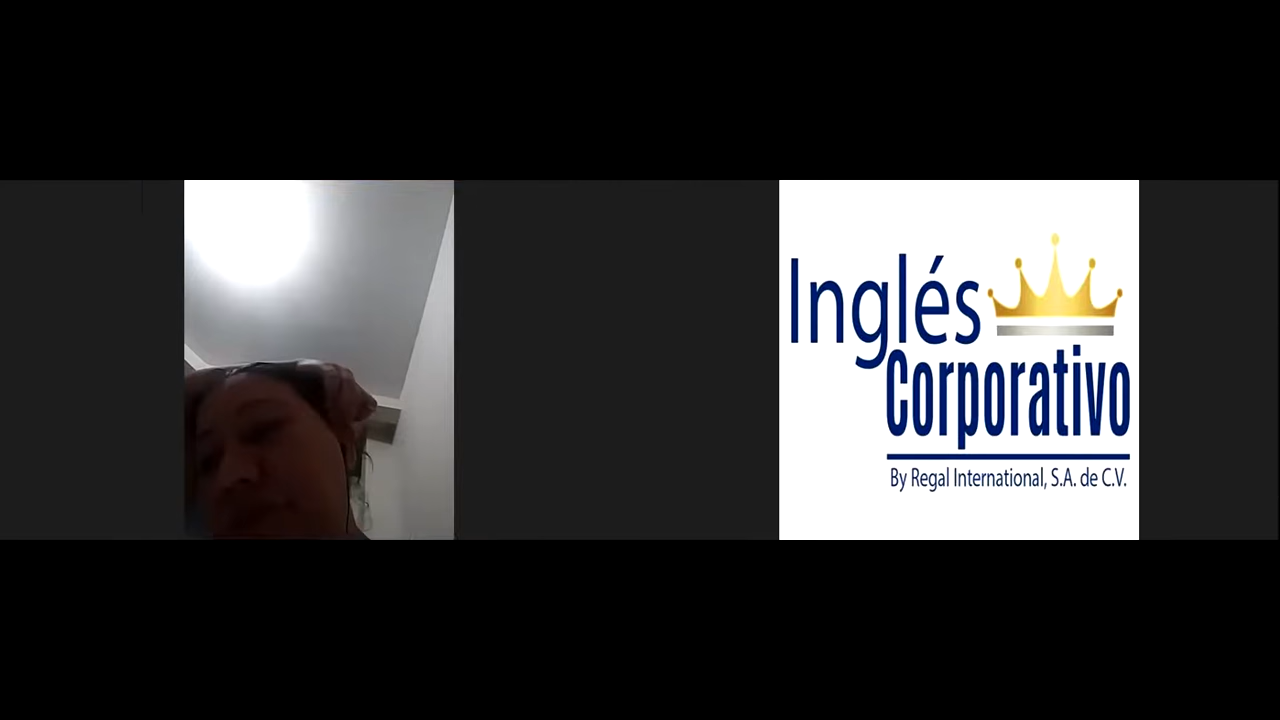 Inglés
Corporativo
By Regal International, S.A. de C.V.